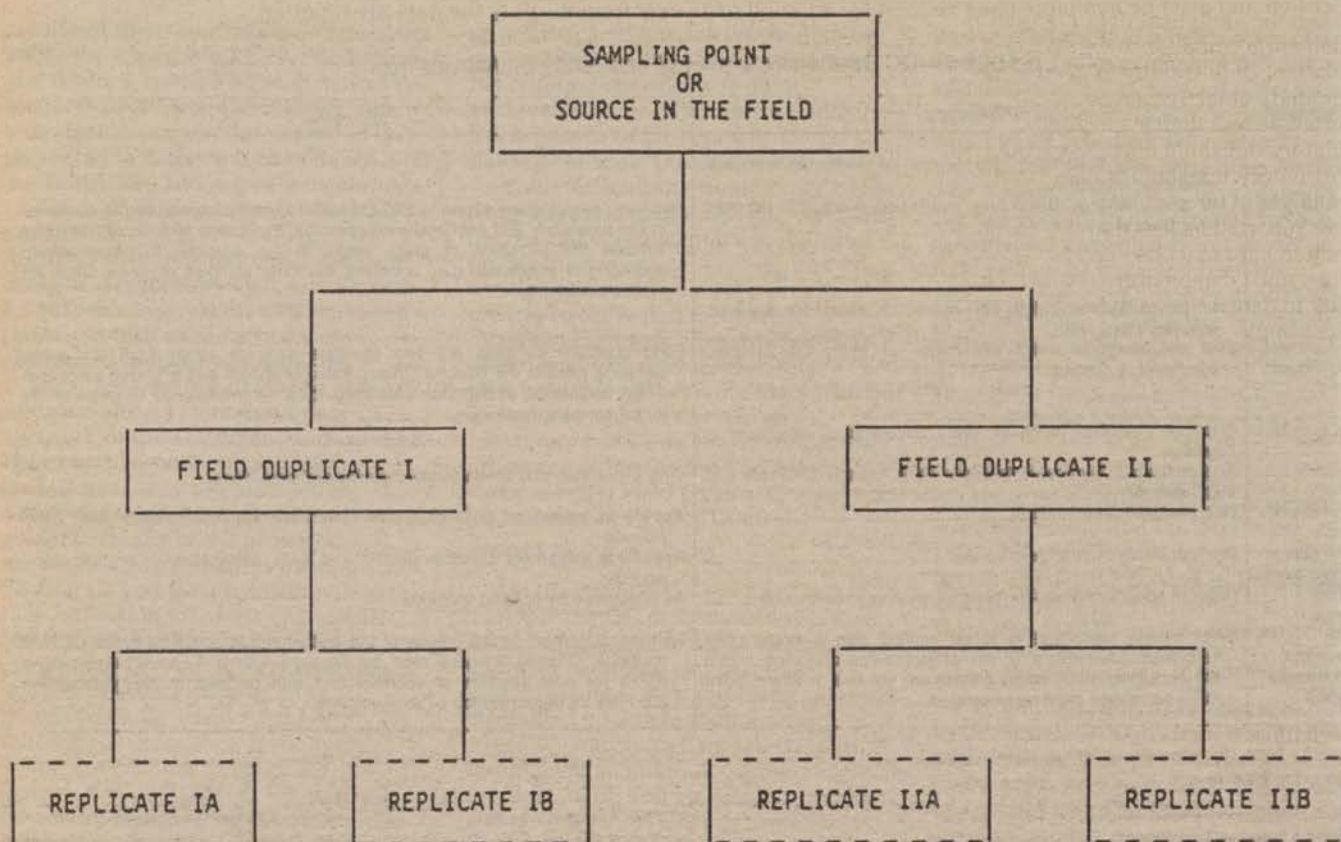 SAMPLING POINT
OR
SOURCE IN THE FIELD
FIELD DUPLICATE I
FIELD DUPLICATE II
REPLICATE IA
REPLICATE IB
REPLICATE IIA
REPLICATE IIB